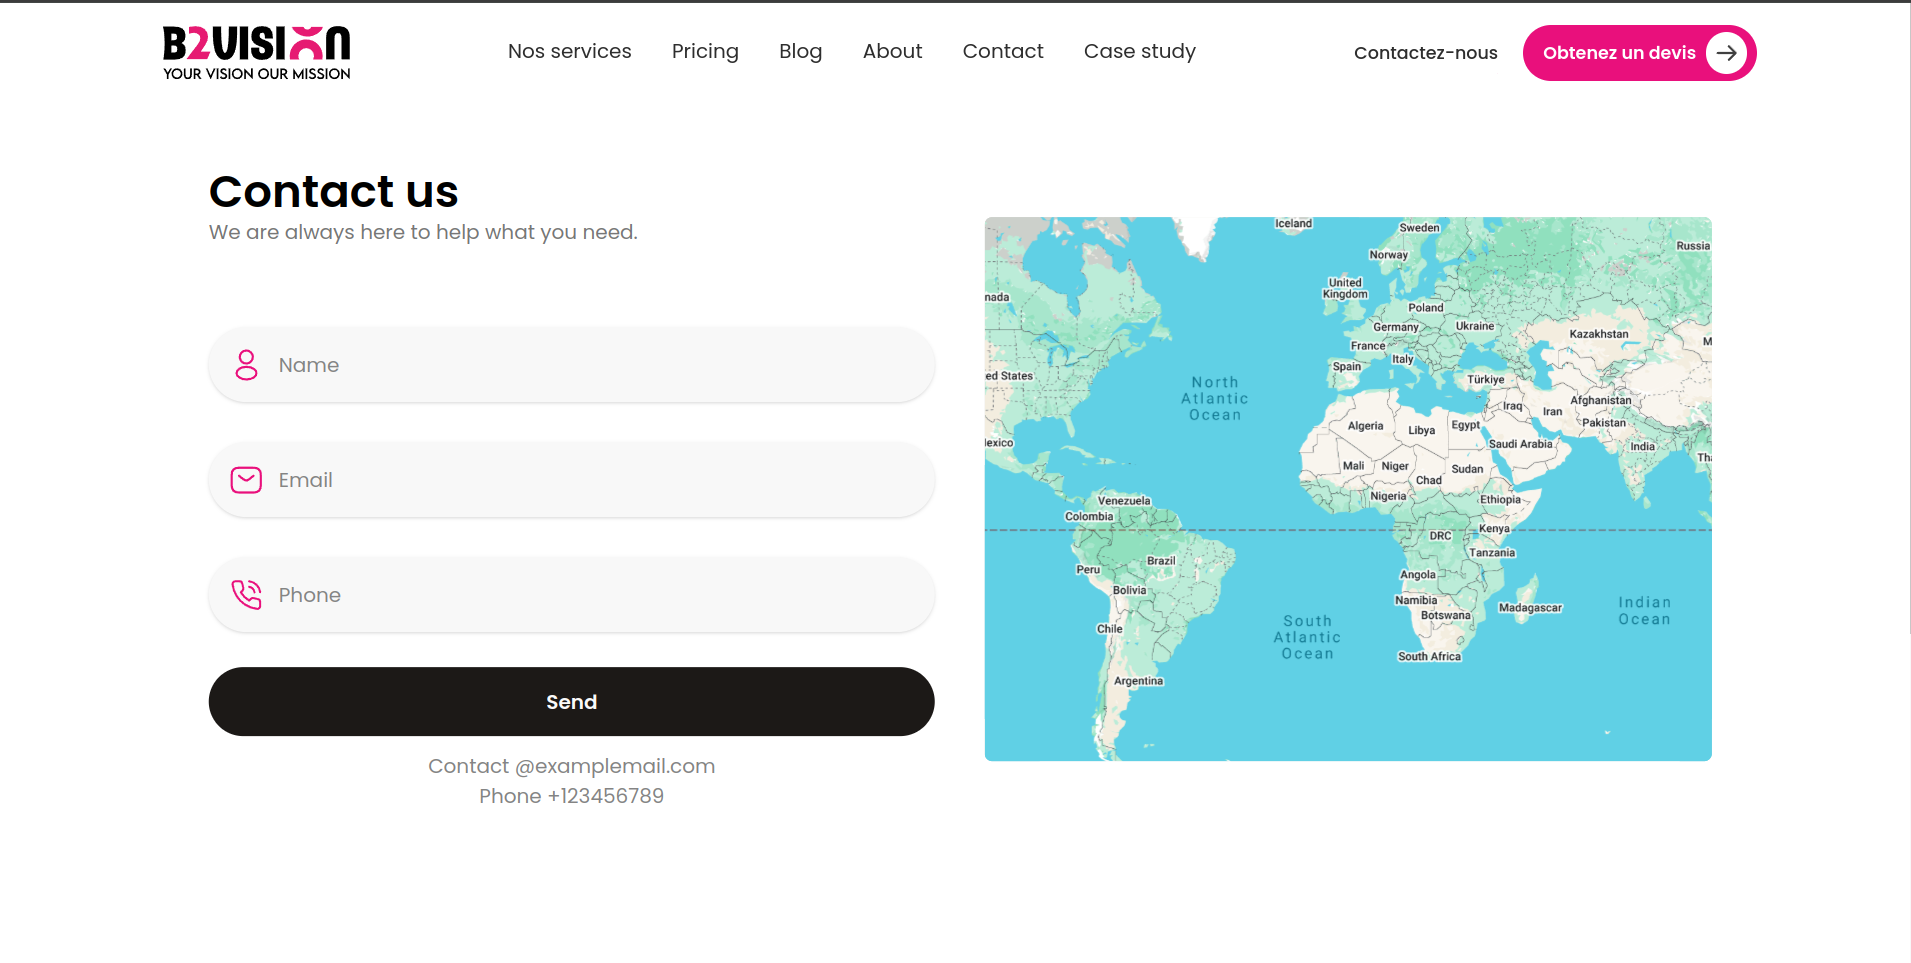 B2VISION
YOUR VISION OUR MISSION
Nos services
Pricing
Blog
About
Contact
Case study
Contactez-nous
Obtenez un devis
Contact us
We are always here to help what you need.
Name
Email
Phone
Send
Contact @examplemail.com
Phone +123456789
Iceland
Sweden
Norway
Russia
United
Kingdom
nada
Poland
Germany
Ukraine
Kazakhstan
France
Italy
M
Spain
Türkiye
ed States
North
Atlantic
Ocean
Iraq
Iran
Afghanistan
Pakistan
Algeria
Libya
Egypt
Saudi Arabia
India
lexico
Mali
Niger
Sudan
Chad
Th
Nigeria
Ethiopia
Venezuela
Colombia
Kenya
DRC
Tanzania
Brazil
Peru
Angola
Bolivia
Namibia
Botswana
Madagascar
Indian
Ocean
Chile
South
Atlantic
Ocean
South Africa
Argentina